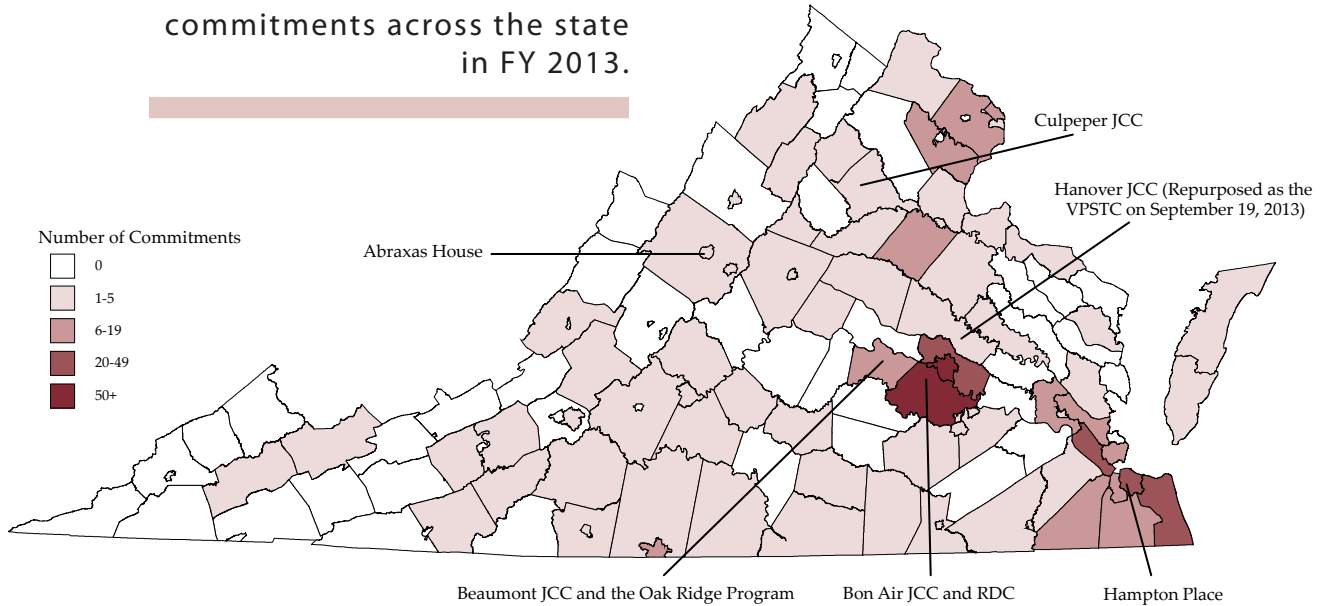 commitments across the state
in FY 2013.
Culpeper JCC
Hanover JCC (Repurposed as the
VPSTC on September 19, 2013)
Number of Commitments
0
1-5
6-19
20-49
50+
Abraxas House
Beaumont JCC and the Oak Ridge Program
Bon Air JCC and RDC
Hampton Place